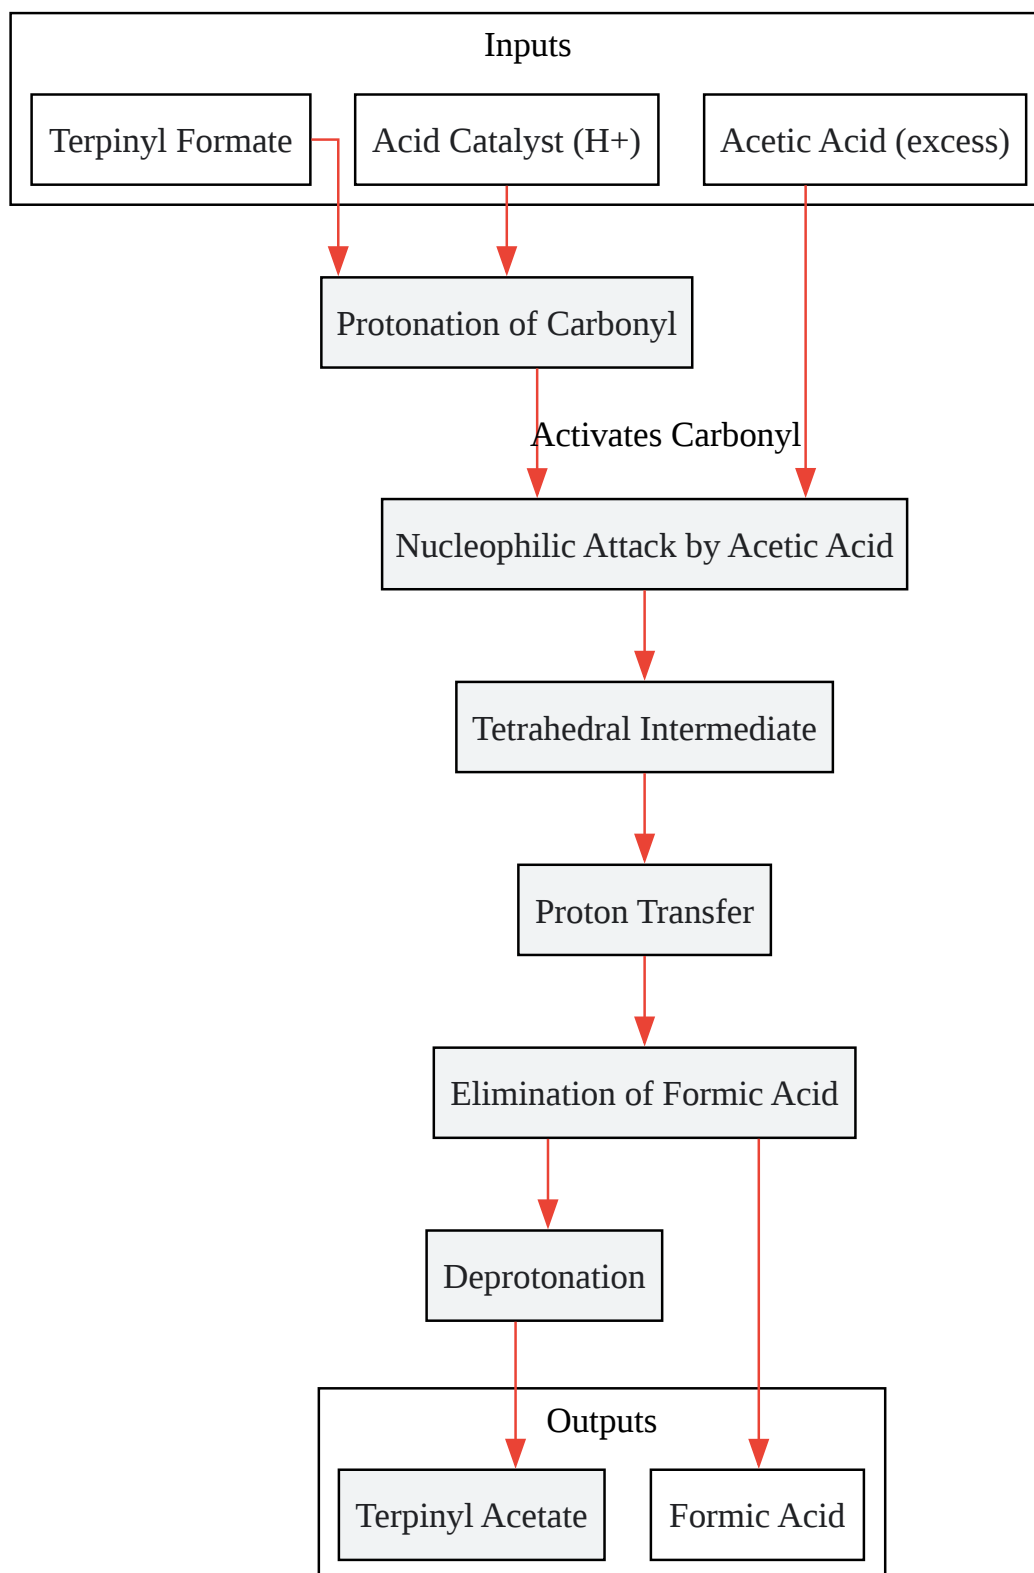 Inputs
Terpinyl Formate
Acid Catalyst (H+)
Acetic Acid (excess)
Protonation of Carbonyl
Activates Carbonyl
Nucleophilic Attack by Acetic Acid
Tetrahedral Intermediate
Proton Transfer
Elimination of Formic Acid
Deprotonation
Outputs
Terpinyl Acetate
Formic Acid